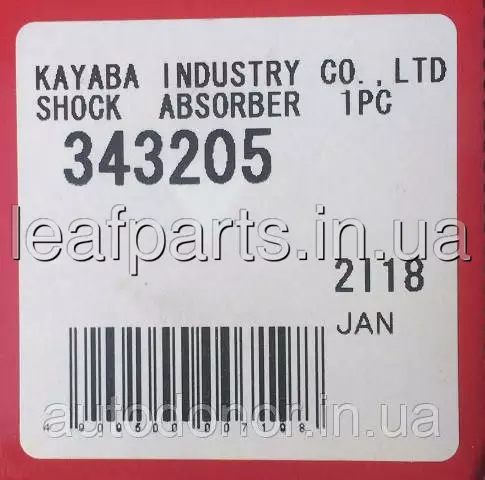 KAYABA INDUSTRY CO.,LTD
SHOCK ABSORBER 1PC
343205
leafparts.in.ua
2118
JAN
autodonor.in.ua